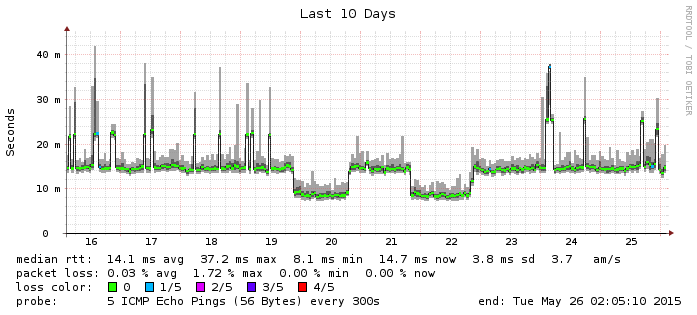 Last 10 Days
RRDTOOL / TOBI OETIKER
Seconds
40 m
30 m
20 m
10 m
0
16 17 18 19 20 21 22 23 24 25
median rtt: 14.1 ms avg 37.2 ms max 8.1 ms min 14.7 ms now 3.8 ms sd 3.7 am/s
packet loss: 0.03 % avg 1.72 % max 0.00 % min 0.00 % now
loss color: 0 1/5 2/5 3/5 4/5
probe: 5 ICMP Echo Pings (56 Bytes) every 300s end: Tue May 26 02:05:10 2015